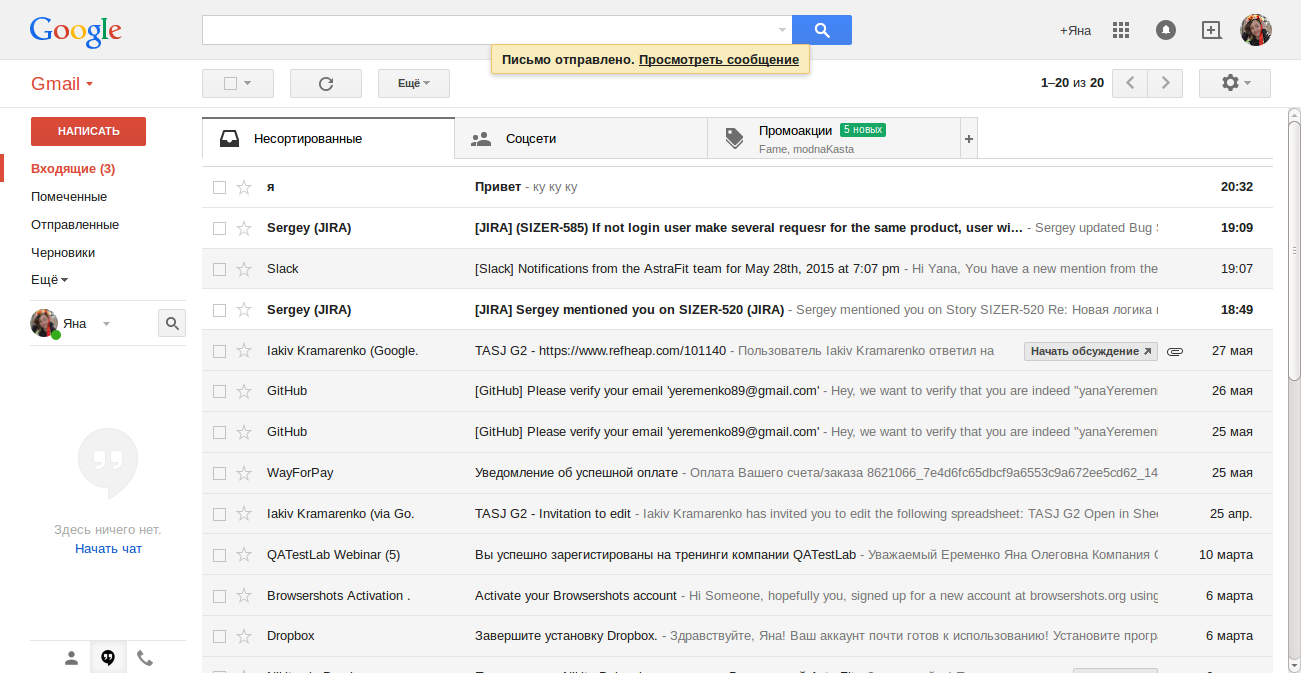 Google
+Яна
Письмо отправлено. Просмотреть сообщение
Gmail
Ещё
1–20 из 20
НАПИСАТЬ
Входящие (3)
Помеченные
Отправленные
Черновики
Ещё
Яна
Здесь ничего нет.
Начать чат
Несортированные
Соцсети
Промоакции 5 новых
Fame, modnaKasta
я Привет - ку ку ку 20:32
Sergey (JIRA) [JIRA] (SIZER-585) If not login user make several requesr for the same product, user wi... - Sergey updated Bug 19:09
Slack [Slack] Notifications from the AstraFit team for May 28th, 2015 at 7:07 pm - Hi Yana, You have a new mention from the 19:07
Sergey (JIRA) [JIRA] Sergey mentioned you on SIZER-520 (JIRA) - Sergey mentioned you on Story SIZER-520 Re: Новая логика 18:49
Iakiv Kramarenko (Google. TASJ G2 - https://www.refheap.com/101140 - Пользователь Iakiv Kramarenko ответил на Начать обсуждение 27 мая
GitHub [GitHub] Please verify your email 'yeremenko89@gmail.com' - Hey, we want to verify that you are indeed "yanaYeremen 26 мая
GitHub [GitHub] Please verify your email 'yeremenko89@gmail.com' - Hey, we want to verify that you are indeed "yanaYeremen 25 мая
WayForPay Уведомление об успешной оплате - Оплата Вашего счета/заказа 8621066_7e4d6fc65dbcf9a6553c9a672ee5cd62_14 25 мая
Iakiv Kramarenko (via Go. TASJ G2 - Invitation to edit - Iakiv Kramarenko has invited you to edit the following spreadsheet: TASJ G2 Open in Shee 25 апр.
QATestLab Webinar (5) Вы успешно зарегистированы на тренинги компании QATestLab - Уважаемый Еременко Яна Олеговна Компания 10 марта
Browsershots Activation . Activate your Browsershots account - Hi Someone, hopefully you, signed up for a new account at browsershots.org using 6 марта
Dropbox Завершите установку Dropbox. - Здравствуйте, Яна! Ваш аккаунт почти готов к использованию! Установите прогр 6 марта